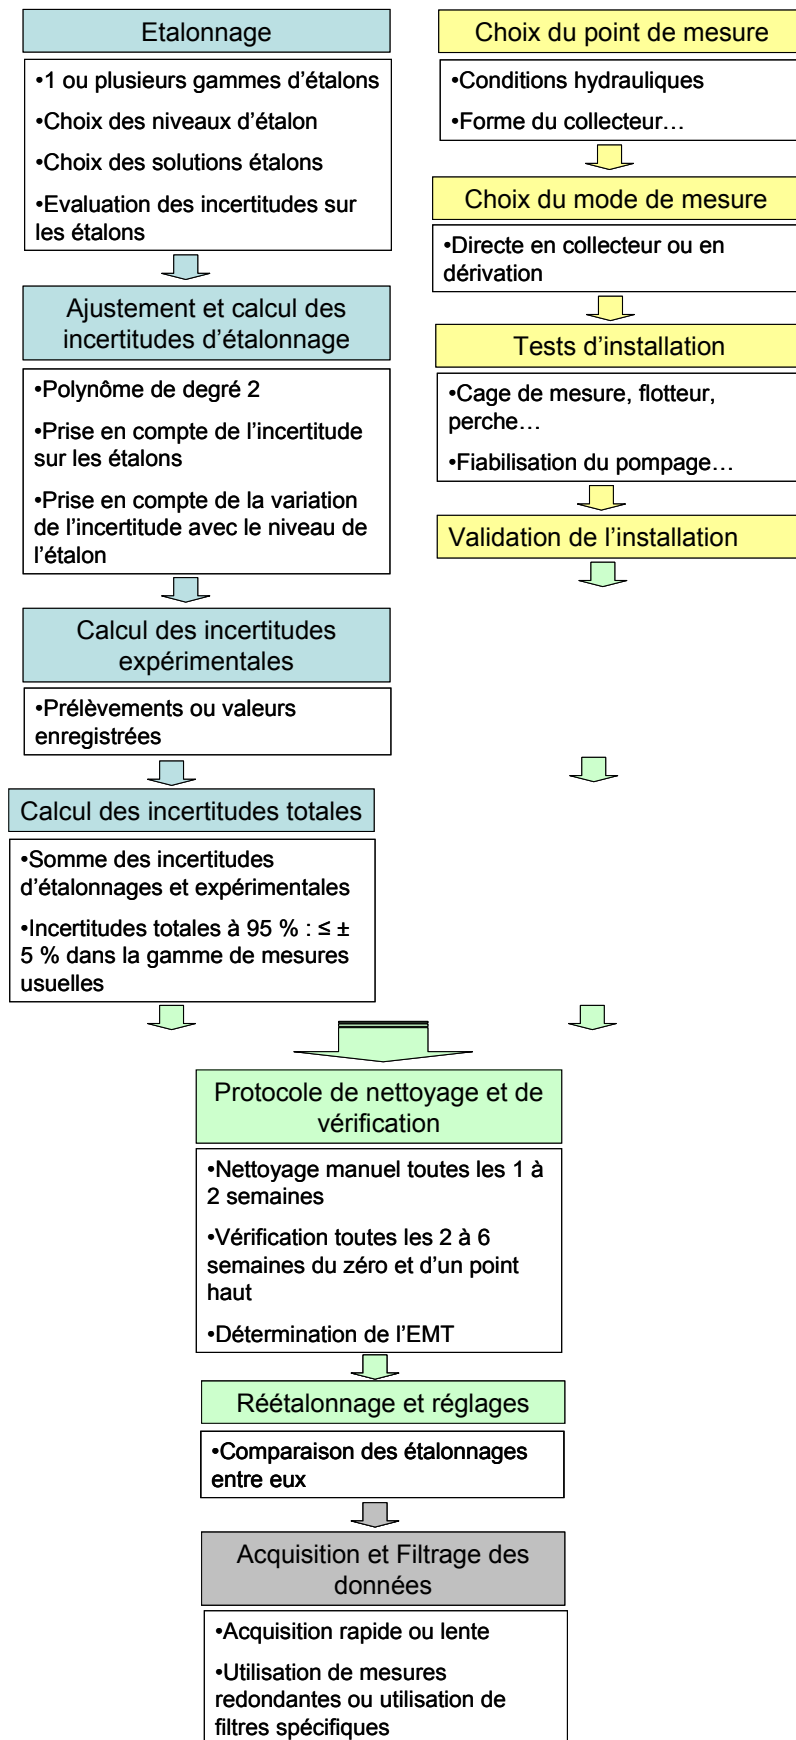 Etalonnage
•1 ou plusieurs gammes d'étalons
•Choix des niveaux d'étalon
•Choix des solutions étalons
•Evaluation des incertitudes sur
les étalons
Ajustement et calcul des
incertitudes d'étalonnage
•Polynôme de degré 2
•Prise en compte de l'incertitude
sur les étalons
•Prise en compte de la variation
de l'incertitude avec le niveau de
l'étalon
Calcul des incertitudes
expérimentales
•Prélèvements ou valeurs
enregistrées
Calcul des incertitudes totales
•Somme des incertitudes
d'étalonnages et expérimentales
•Incertitudes totales à 95 % : ≤ ±
5 % dans la gamme de mesures
usuelles
Choix du point de mesure
•Conditions hydrauliques
•Forme du collecteur…
Choix du mode de mesure
•Directe en collecteur ou en
dérivation
Tests d'installation
•Cage de mesure, flotteur,
perche…
•Fiabilisation du pompage…
Validation de l'installation
Protocole de nettoyage et de
vérification
•Nettoyage manuel toutes les 1 à
2 semaines
•Vérification toutes les 2 à 6
semaines du zéro et d'un point
haut
•Détermination de l'EMT
Réétalonnage et réglages
•Comparaison des étalonnages
entre eux
Acquisition et Filtrage des
données
•Acquisition rapide ou lente
•Utilisation de mesures
redondantes ou utilisation de
filtres spécifiques